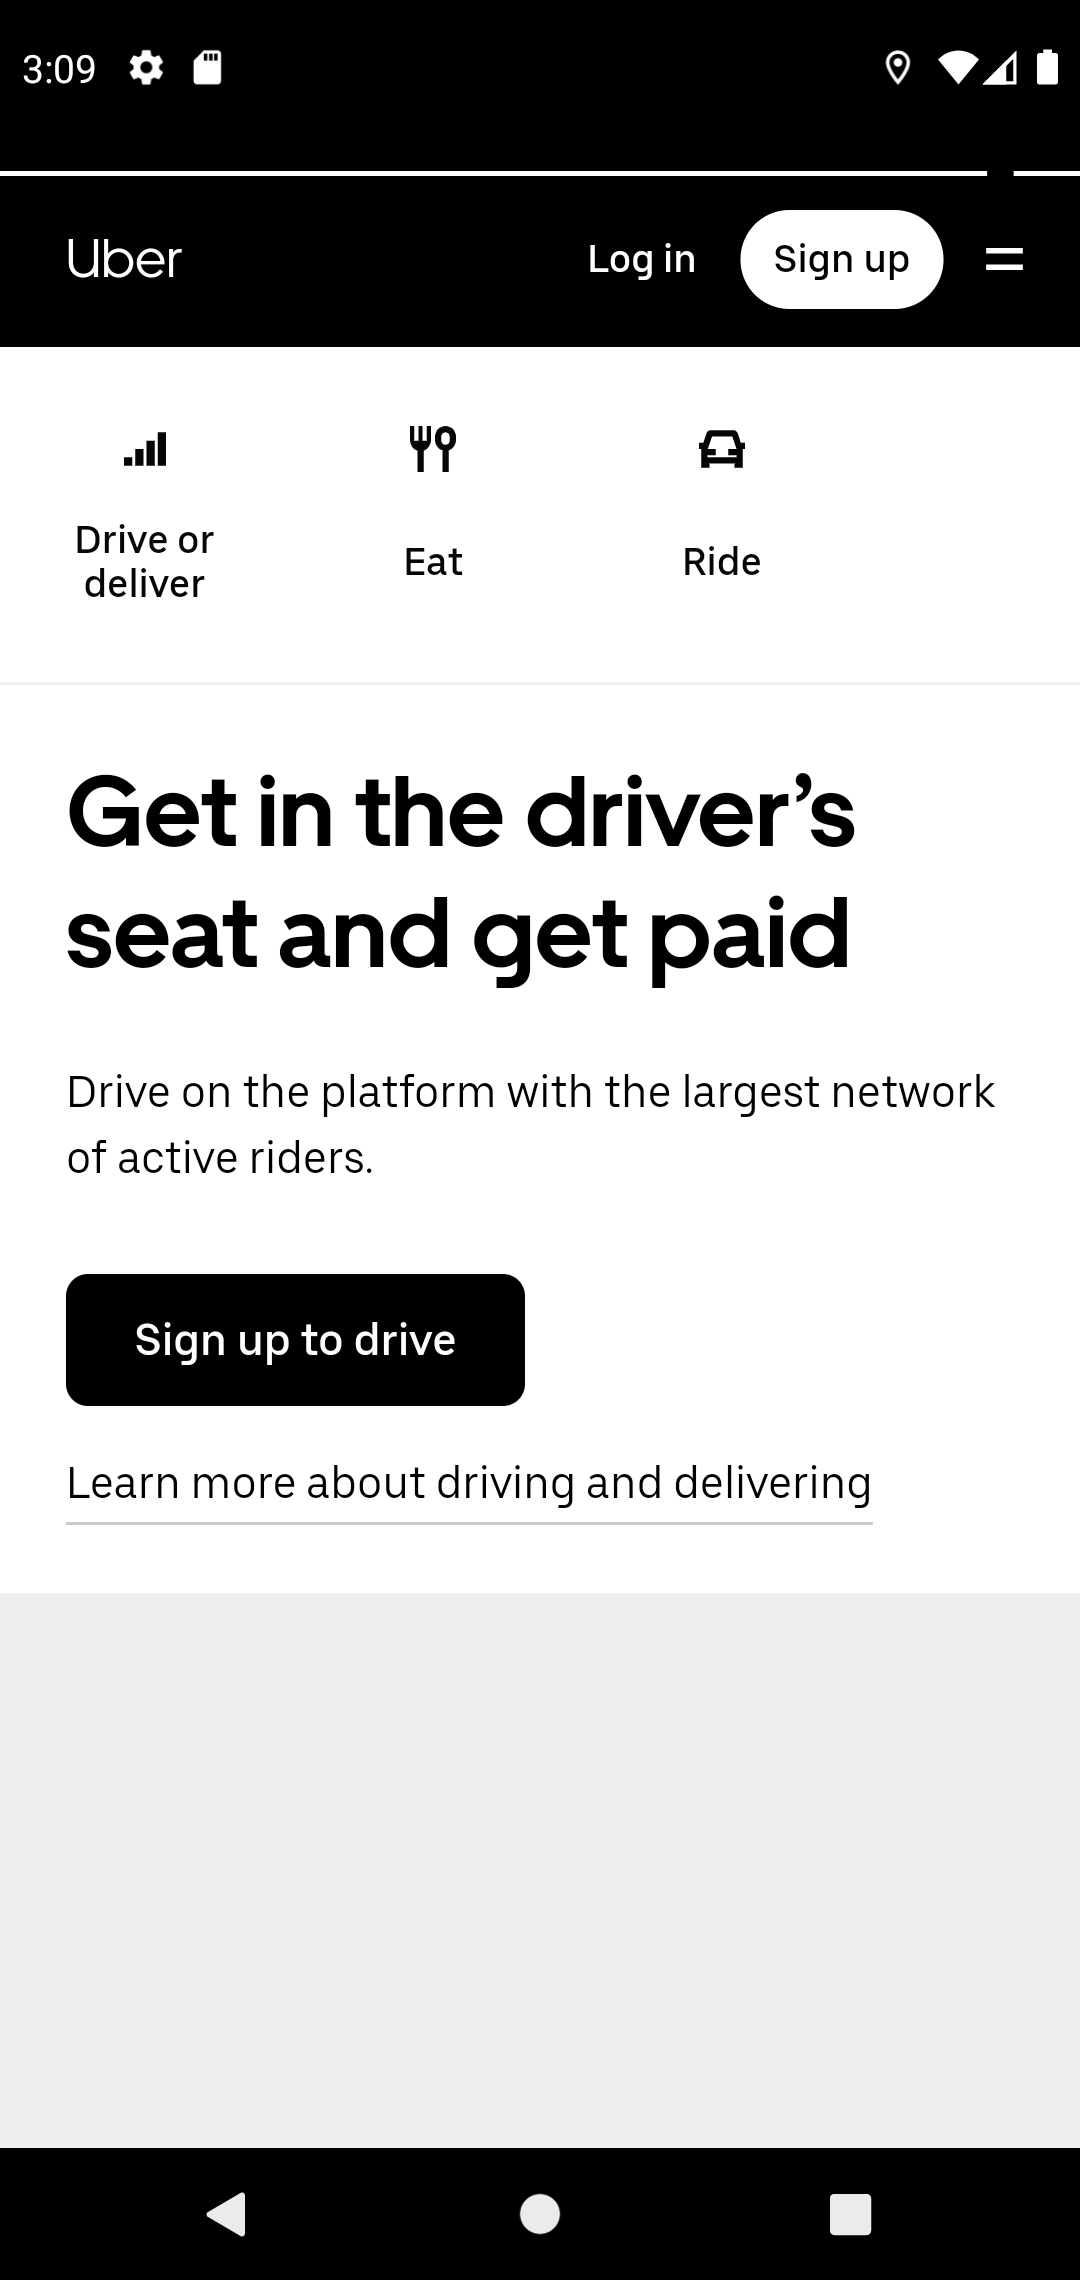 3:09
Uber
Log in
Sign up
Drive or
deliver
Eat
Ride
Get in the driver’s
seat and get paid
Drive on the platform with the largest network
of active riders.
Sign up to drive
Learn more about driving and delivering